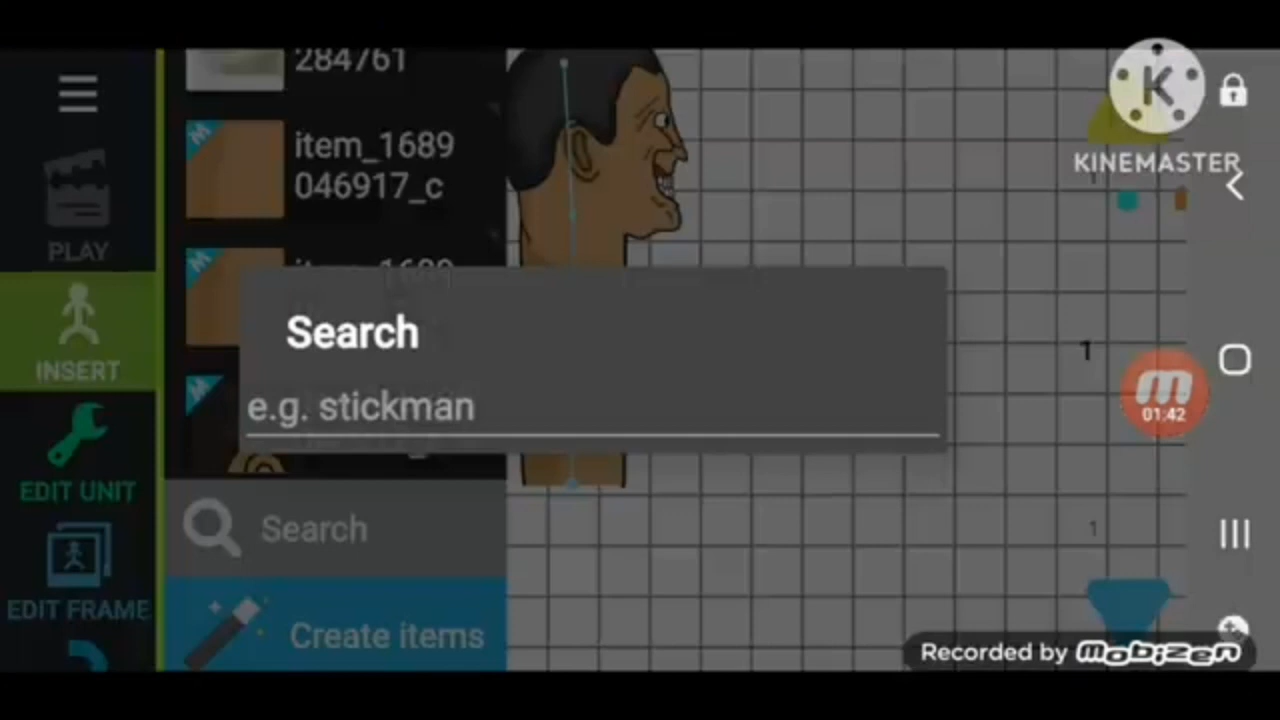 284761
item_1689
046917_c
K
KINEMASTER
PLAY
Search
e.g. stickman
INSERT
1
01:42
EDIT UNIT
Search
1
EDIT FRAME
Create items
Recorded by mobizen